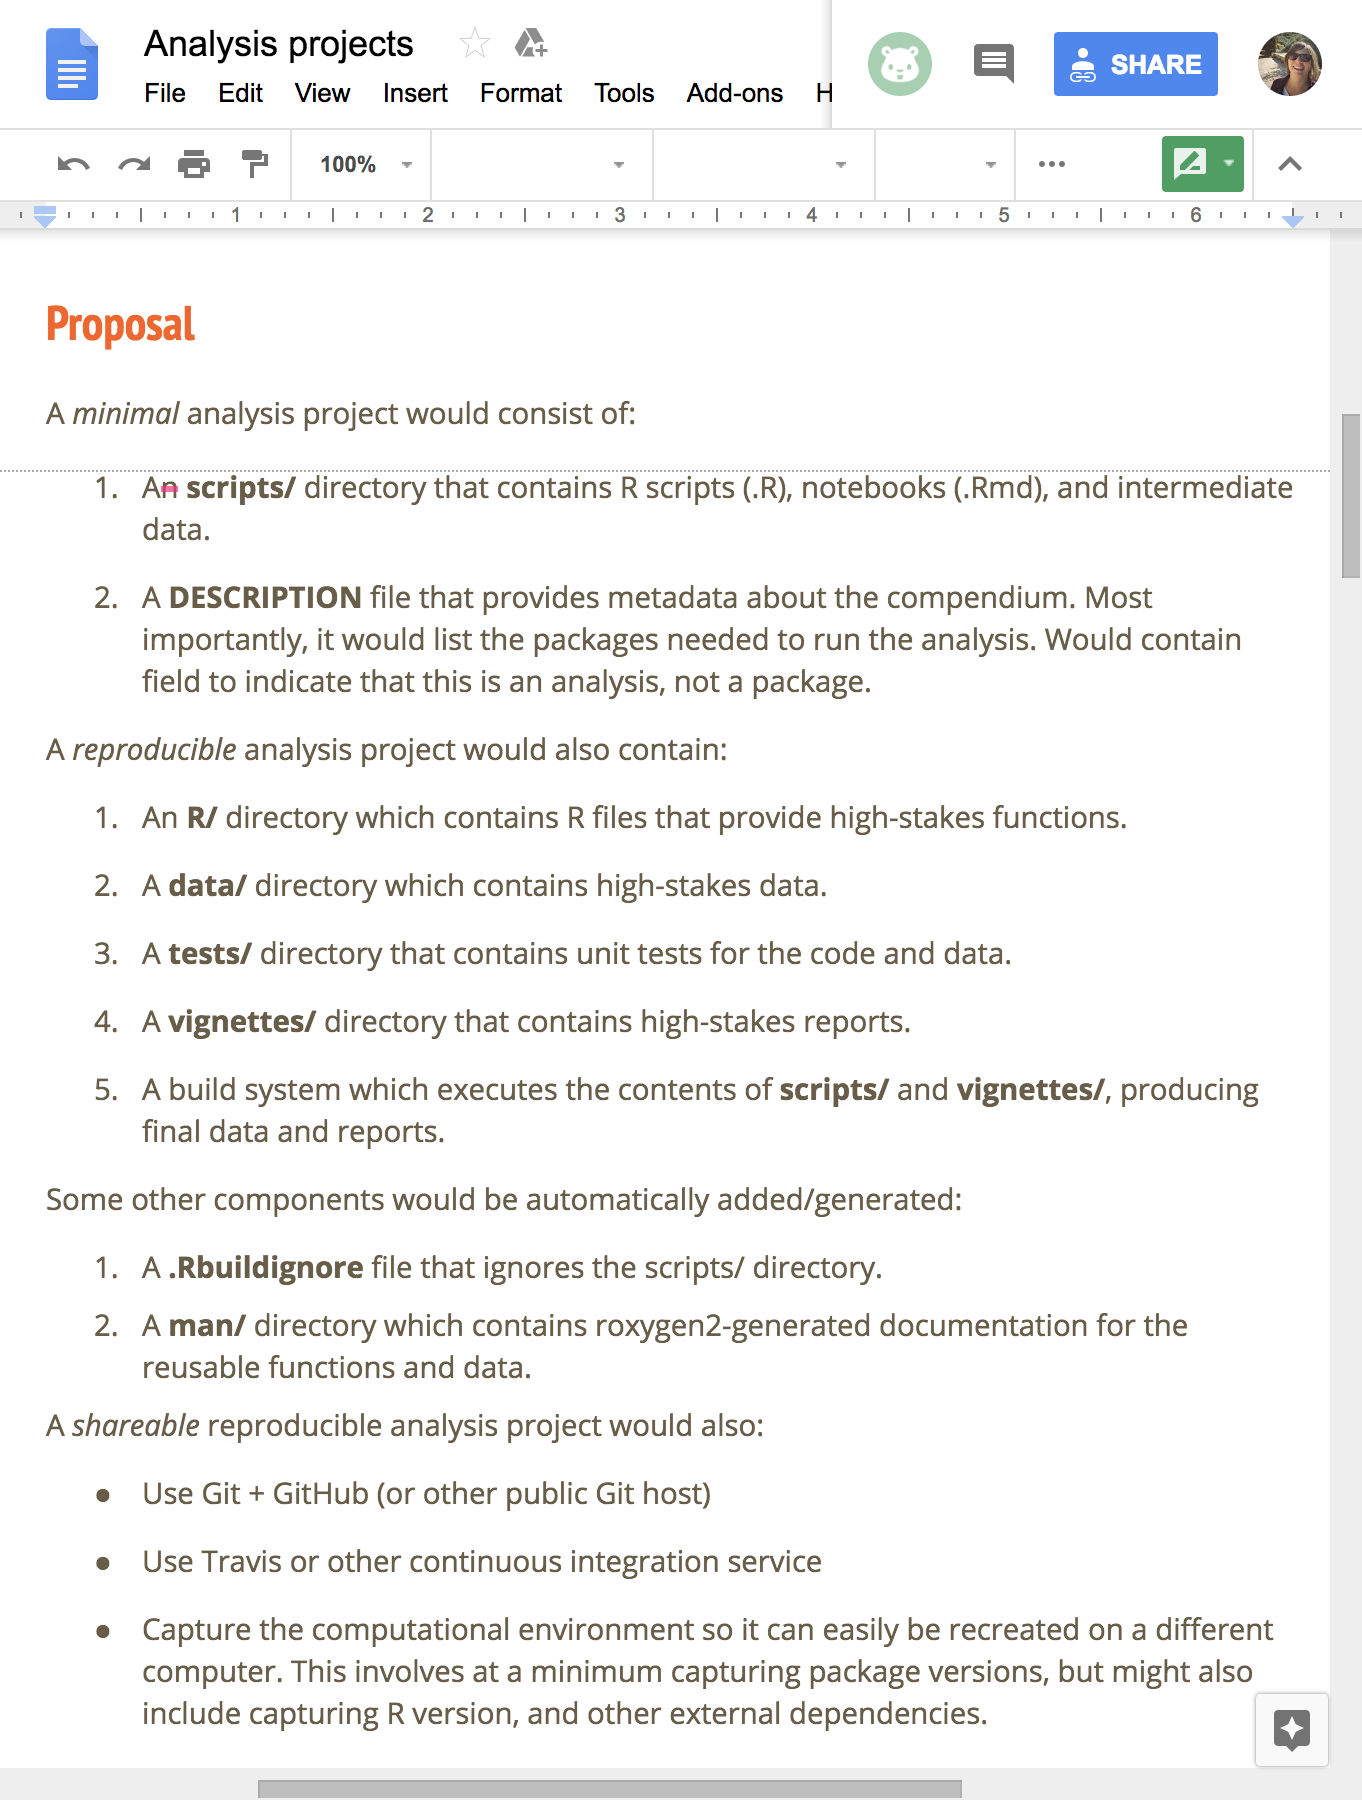 Analysis projects
File Edit View Insert Format Tools Add-ons H
SHARE
100%
1 2 3 4 5 6
Proposal
A minimal analysis project would consist of:
1. An scripts/ directory that contains R scripts (.R), notebooks (.Rmd), and intermediate
data.
2. A DESCRIPTION file that provides metadata about the compendium. Most
importantly, it would list the packages needed to run the analysis. Would contain
field to indicate that this is an analysis, not a package.
A reproducible analysis project would also contain:
1. An R/ directory which contains R files that provide high-stakes functions.
2. A data/ directory which contains high-stakes data.
3. A tests/ directory that contains unit tests for the code and data.
4. A vignettes/ directory that contains high-stakes reports.
5. A build system which executes the contents of scripts/ and vignettes/, producing
final data and reports.
Some other components would be automatically added/generated:
1. A .Rbuildignore file that ignores the scripts/ directory.
2. A man/ directory which contains roxygen2-generated documentation for the
reusable functions and data.
A shareable reproducible analysis project would also:
● Use Git + GitHub (or other public Git host)
● Use Travis or other continuous integration service
● Capture the computational environment so it can easily be recreated on a different
computer. This involves at a minimum capturing package versions, but might also
include capturing R version, and other external dependencies.